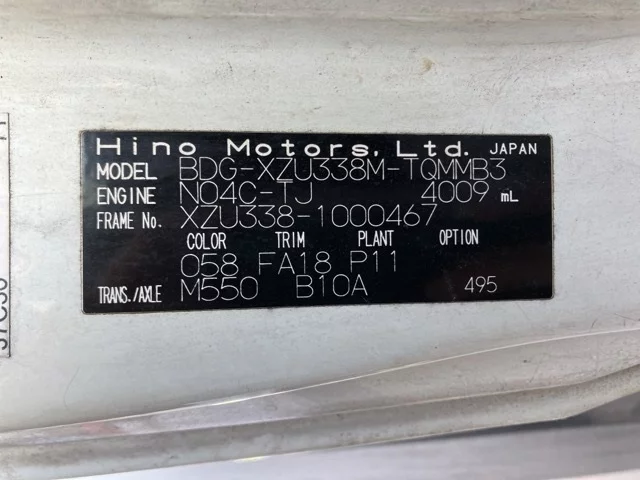 Hino Motors, Ltd. JAPAN
MODEL BDG-XZU338M-TQMMB3
ENGINE N04C-TJ 4009 mL
FRAME No. XZU338-1000467
COLOR TRIM PLANT OPTION
058 FA18 P11
TRANS./AXLE M550 B10A 495